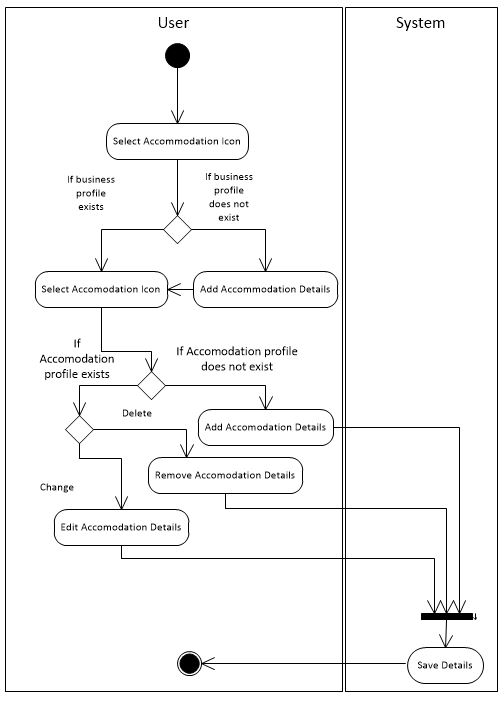 User
System
Select Accommodation Icon
If business
profile
exists
If business
profile
does not
exist
Select Accomodation Icon
Add Accommodation Details
If
Accomodation
profile exists
If Accomodation profile
does not exist
Delete
Add Accomodation Details
Remove Accomodation Details
Change
Edit Accomodation Details
Save Details